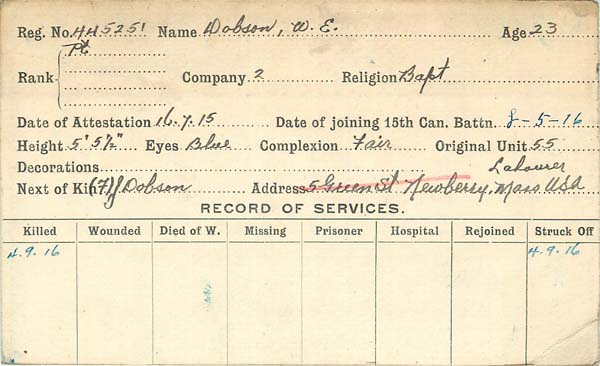 Reg. No. 445251 Name Dobson, W. E. Age 23
Pt
Rank Company 2 Religion Bapt
Date of Attestation 16.7.15 Date of joining 15th Can. Battn. 8-5-16
Height 5' 5½" Eyes Blue Complexion Fair Original Unit 55
Decorations Labourer
Next of Kin (F) J Dobson Address 5 Green St Newberry, Mass USA
RECORD OF SERVICES.
Killed Wounded Died of W. Missing Prisoner Hospital Rejoined Struck Off
4.9.16 4.9.16